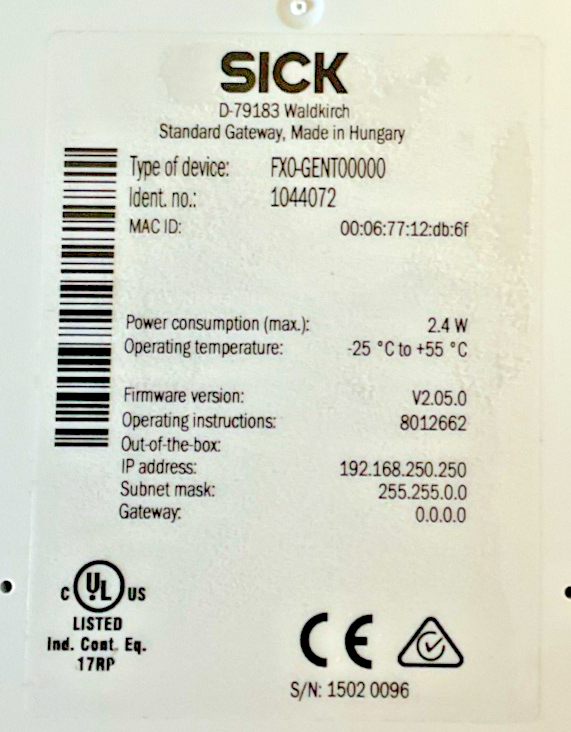 SICK
D-79183 Waldkirch
Standard Gateway, Made in Hungary
Type of device: FX0-GENT00000
Ident. no.: 1044072
MAC ID: 00:06:77:12:db:6f
Power consumption (max.): 2.4 W
Operating temperature: -25 °C to +55 °C
Firmware version: V2.05.0
Operating instructions: 8012662
Out-of-the-box:
IP address: 192.168.250.250
Subnet mask: 255.255.0.0
Gateway: 0.0.0.0
C UL US
LISTED
Ind. Cont. Eq.
17RP
CE
S/N: 1502 0096